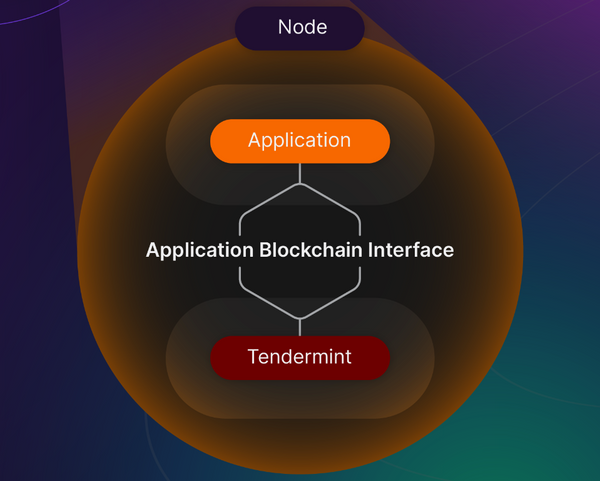 Node
Application
Application Blockchain Interface
Tendermint